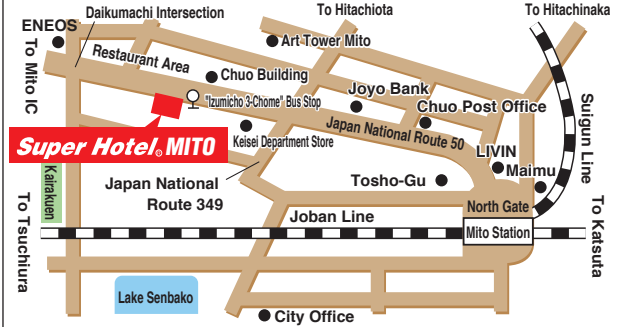 Daikumachi Intersection
To Hitachiota
To Hitachinaka
ENEOS
Art Tower Mito
To Mito IC
Restaurant Area
Chuo Building
Joyo Bank
"Izumicho 3-Chome" Bus Stop
Chuo Post Office
Suigun Line
Super Hotel® MITO
Keisei Department Store
Japan National Route 50
LIVIN
Maimu
Kairakuen
Japan National
Route 349
Tosho-Gu
North Gate
To Tsuchiura
Joban Line
Mito Station
To Katsuta
Lake Senbako
City Office